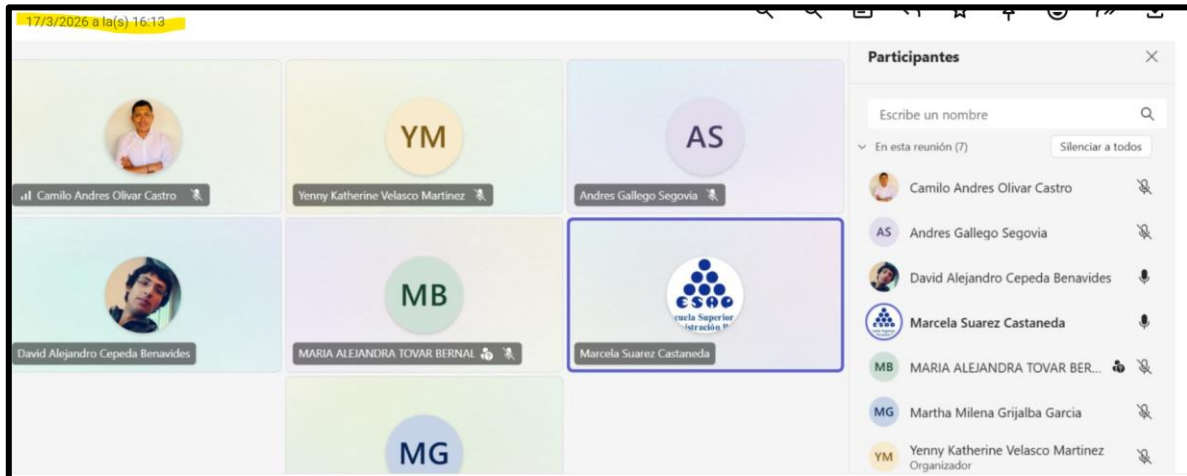 17/3/2026 a la(s) 16:13
Participantes
Escribe un nombre
En esta reunión (7)
Silenciar a todos
Camilo Andres Olivar Castro
YM
Yenny Katherine Velasco Martinez
AS
Andres Gallego Segovia
David Alejandro Cepeda Benavides
MB
MARIA ALEJANDRA TOVAR BERNAL
ESAP
Marcela Suarez Castaneda
MG
Camilo Andres Olivar Castro
AS
Andres Gallego Segovia
David Alejandro Cepeda Benavides
Marcela Suarez Castaneda
MB
MARIA ALEJANDRA TOVAR BER...
MG
Martha Milena Grijalba Garcia
YM
Yenny Katherine Velasco Martinez
Organizador